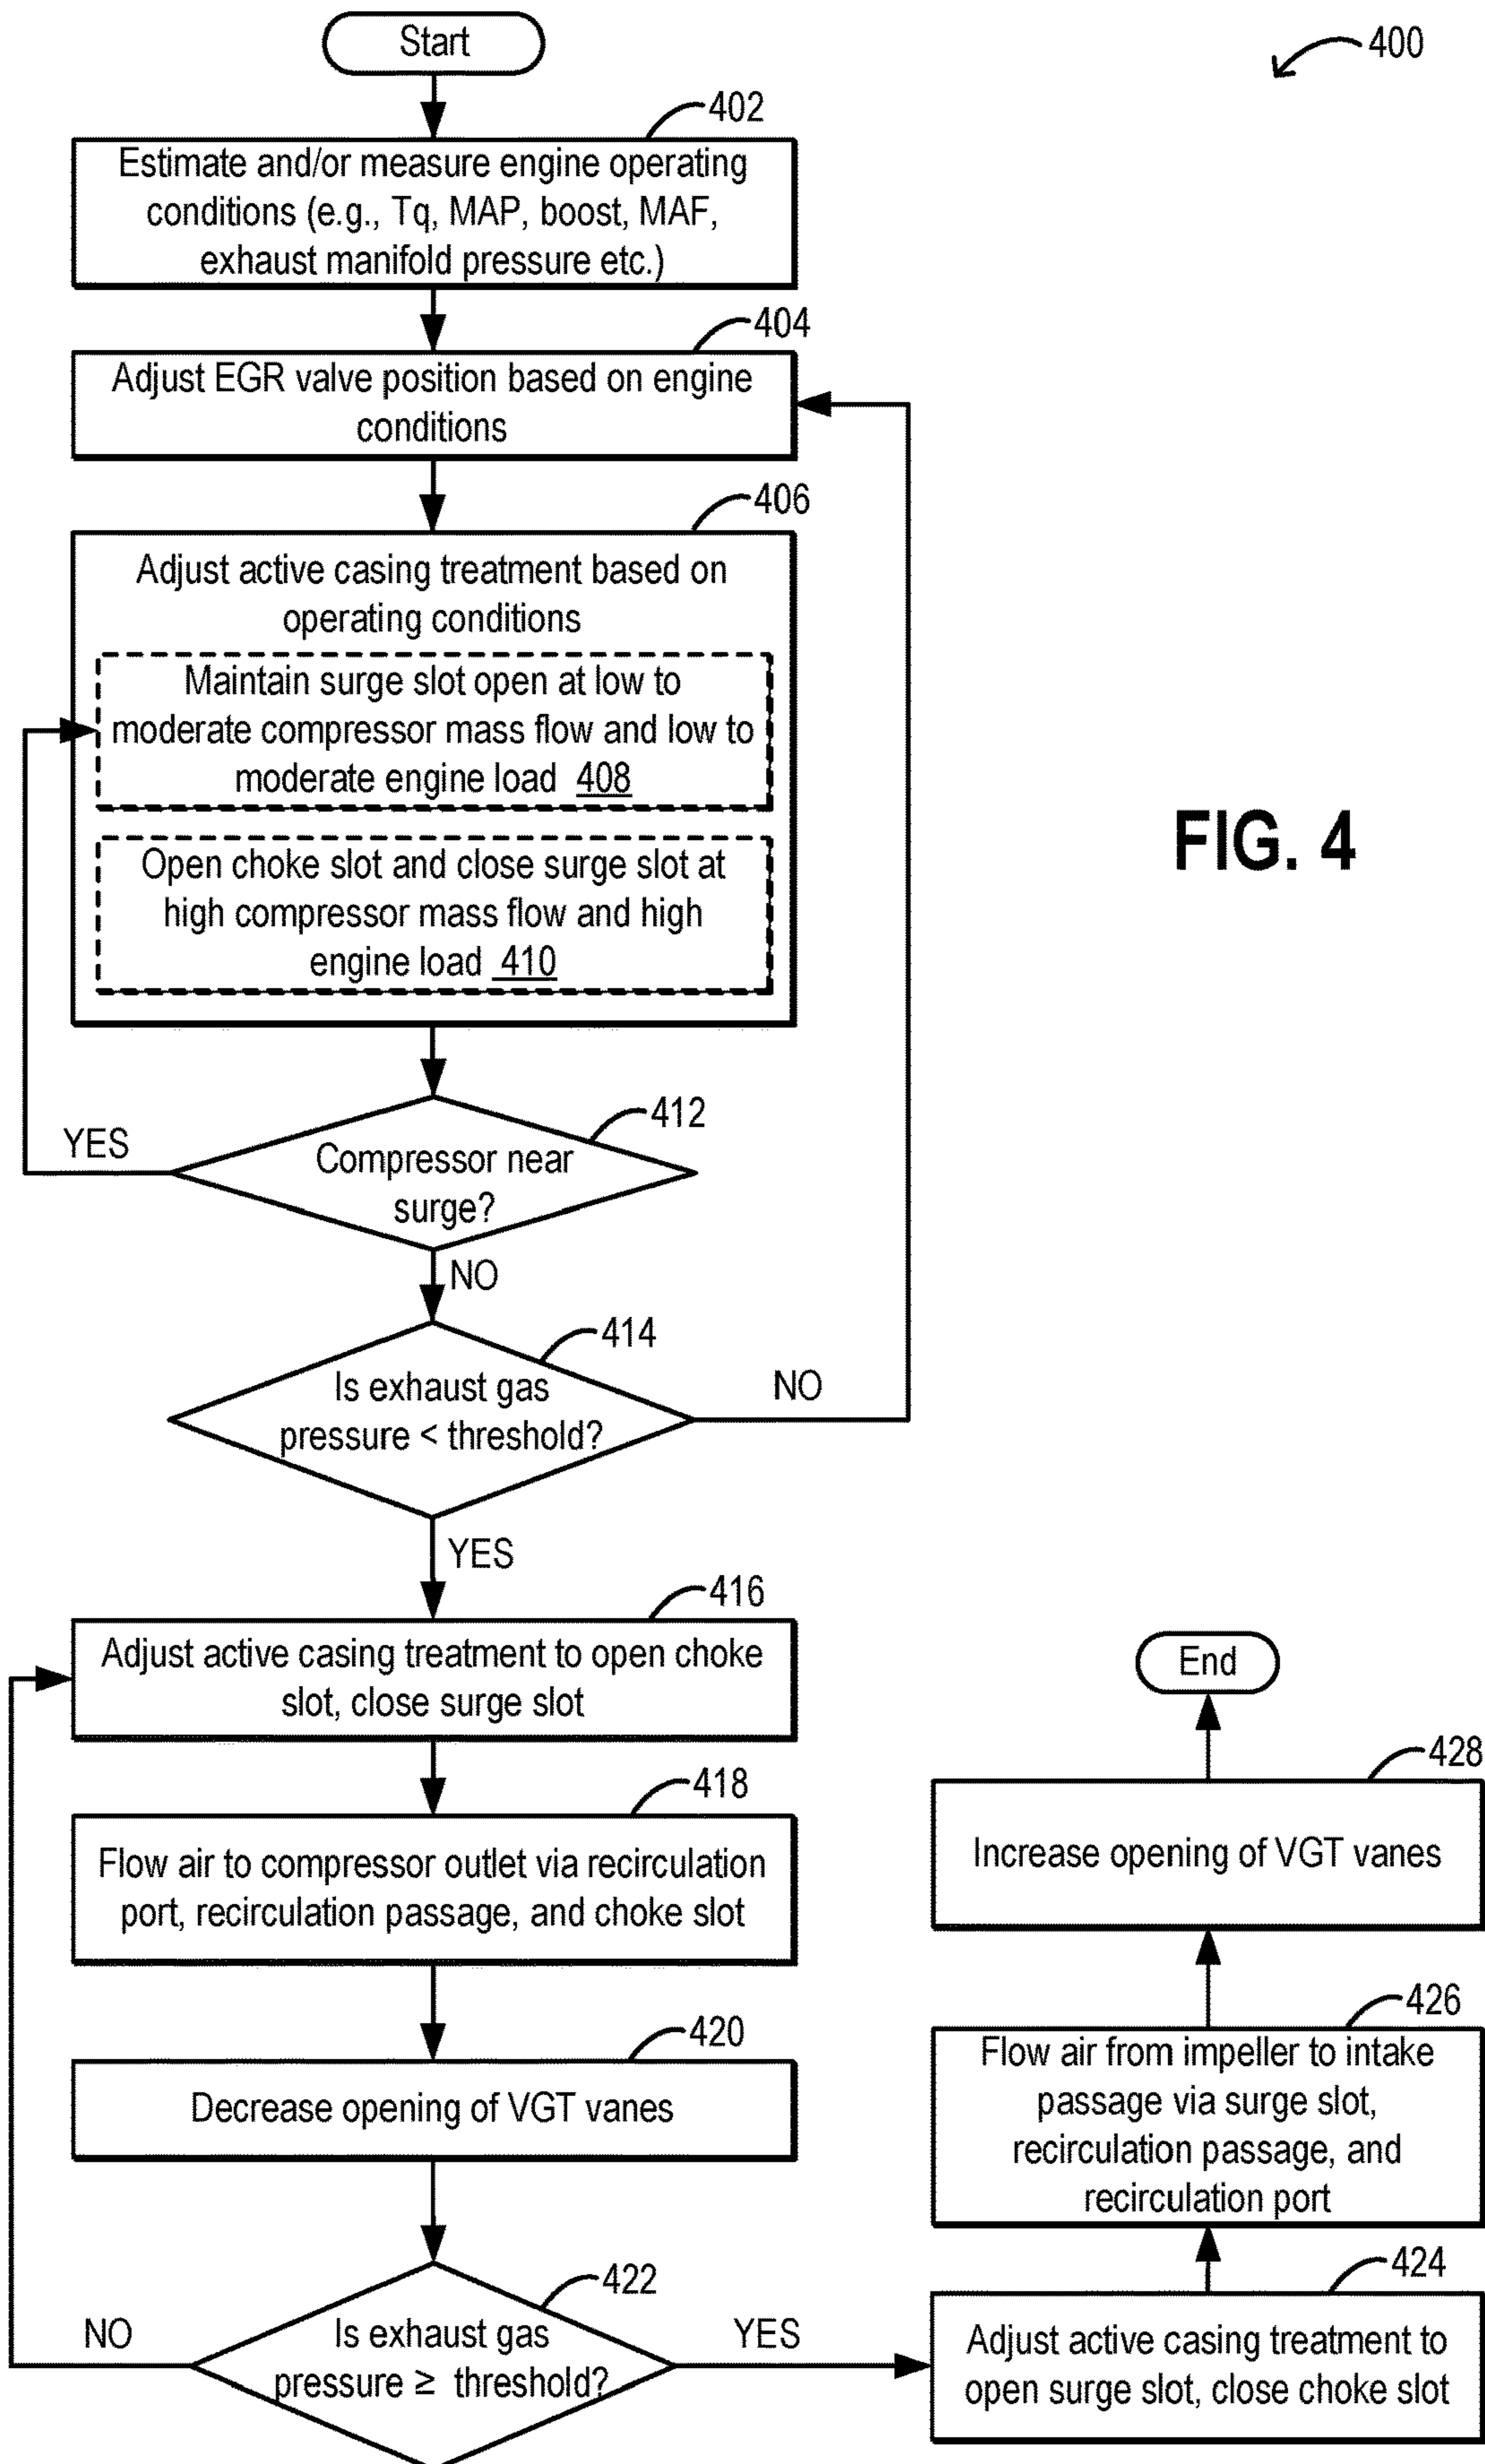 Start
400
402
Estimate and/or measure engine operating
conditions (e.g., Tq, MAP, boost, MAF,
exhaust manifold pressure etc.)
404
Adjust EGR valve position based on engine
conditions
406
Adjust active casing treatment based on
operating conditions
Maintain surge slot open at low to
moderate compressor mass flow and low to
moderate engine load 408
Open choke slot and close surge slot at
high compressor mass flow and high
engine load 410
FIG. 4
412
YES
Compressor near
surge?
NO
414
Is exhaust gas
pressure < threshold?
NO
YES
416
Adjust active casing treatment to open choke
slot, close surge slot
418
Flow air to compressor outlet via recirculation
port, recirculation passage, and choke slot
420
Decrease opening of VGT vanes
422
NO
Is exhaust gas
pressure ≥ threshold?
YES
424
Adjust active casing treatment to
open surge slot, close choke slot
426
Flow air from impeller to intake
passage via surge slot,
recirculation passage, and
recirculation port
428
Increase opening of VGT vanes
End